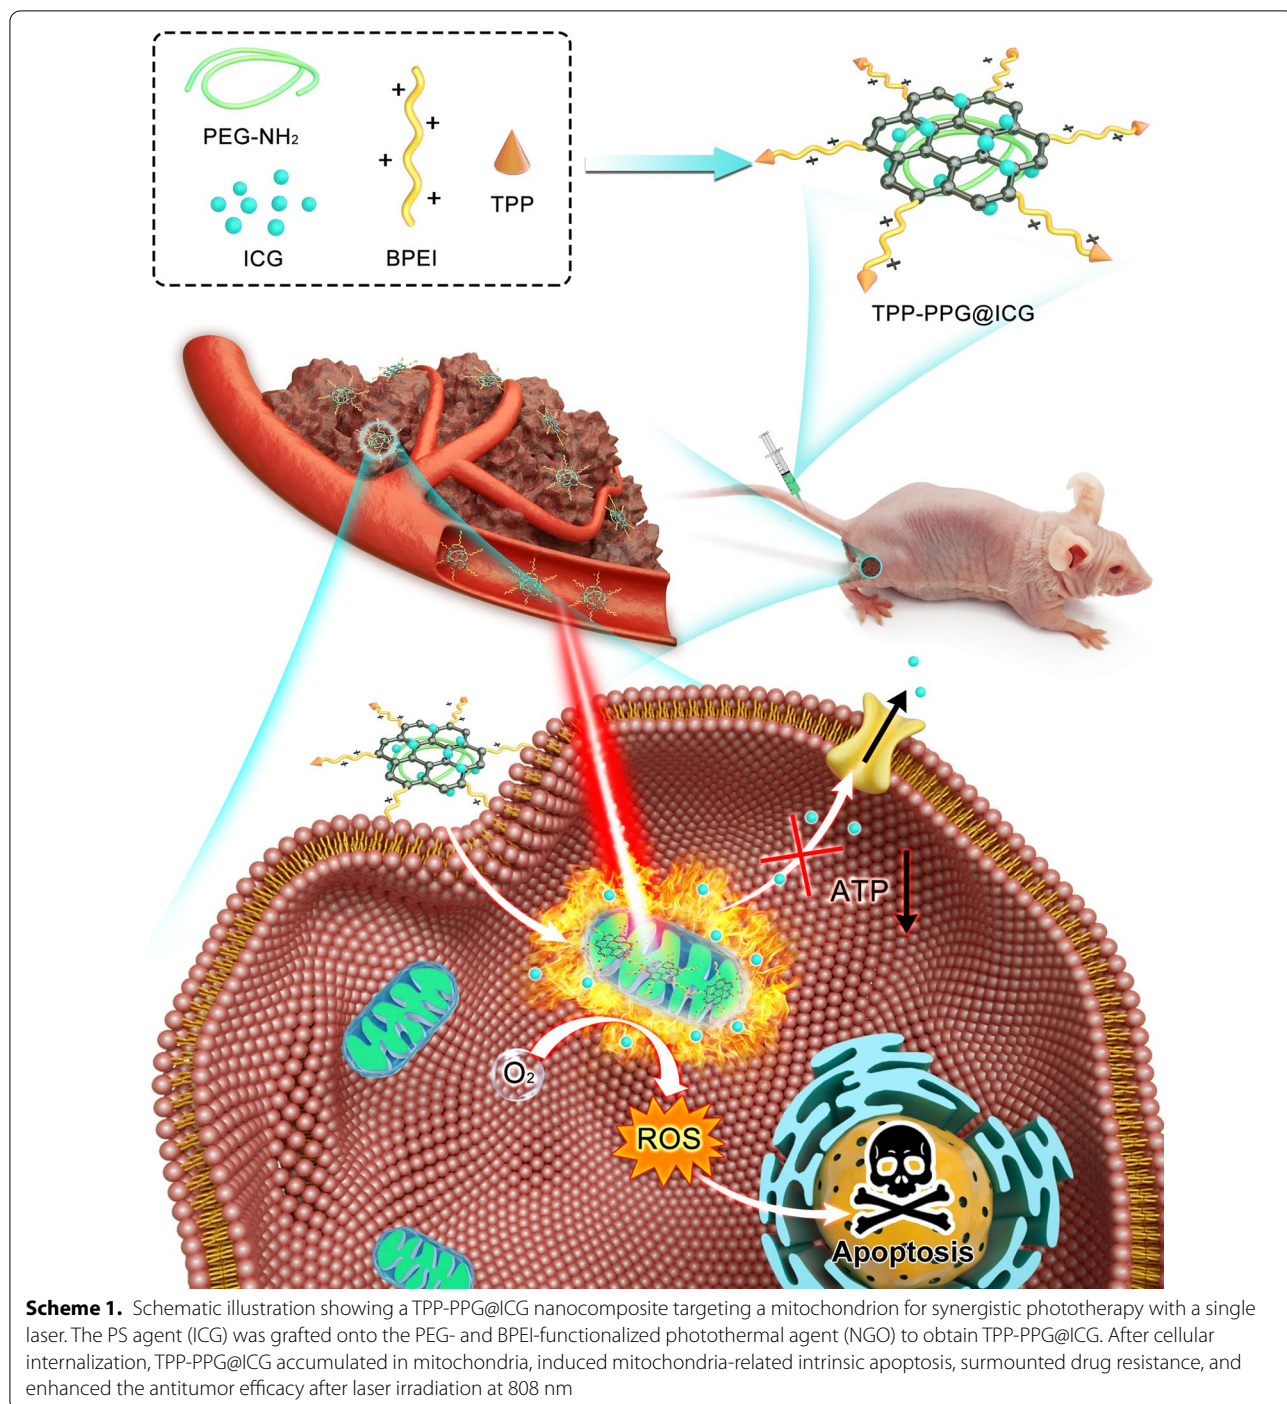 PEG-NH₂
ICG
BPEI
TPP
TPP-PPG@ICG
ATP
O₂
ROS
Apoptosis
Scheme 1. Schematic illustration showing a TPP-PPG@ICG nanocomposite targeting a mitochondrion for synergistic phototherapy with a single
laser. The PS agent (ICG) was grafted onto the PEG- and BPEI-functionalized photothermal agent (NGO) to obtain TPP-PPG@ICG. After cellular
internalization, TPP-PPG@ICG accumulated in mitochondria, induced mitochondria-related intrinsic apoptosis, surmounted drug resistance, and
enhanced the antitumor efficacy after laser irradiation at 808 nm